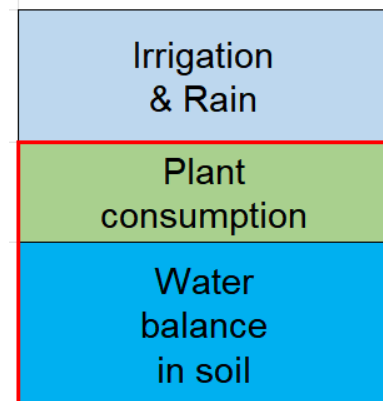 Irrigation
& Rain
Plant
consumption
Water
balance
in soil